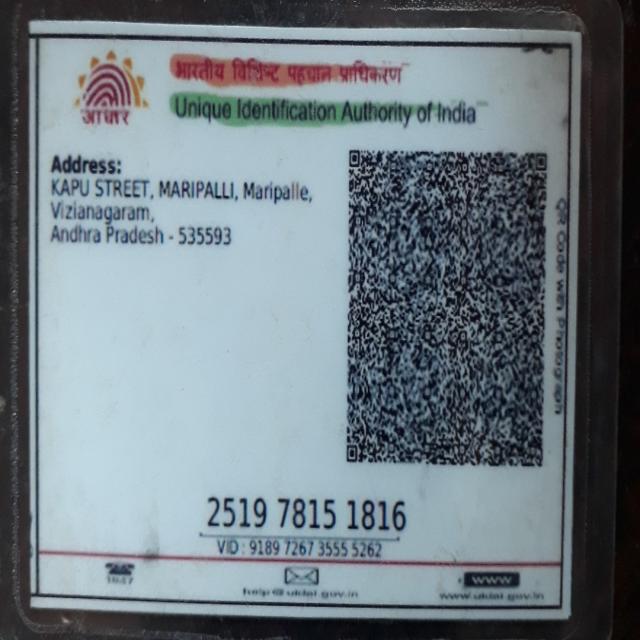 भारतीय विशिष्ट पहचान प्राधिकरण
Unique Identification Authority of India
आधार
Address:
KAPU STREET, MARIPALLI, Maripalle,
Vizianagaram,
Andhra Pradesh - 535593
QR Code with Photograph
2519 7815 1816
VID : 9189 7267 3555 5262
1947
help@uidai.gov.in
www
www.uidai.gov.in